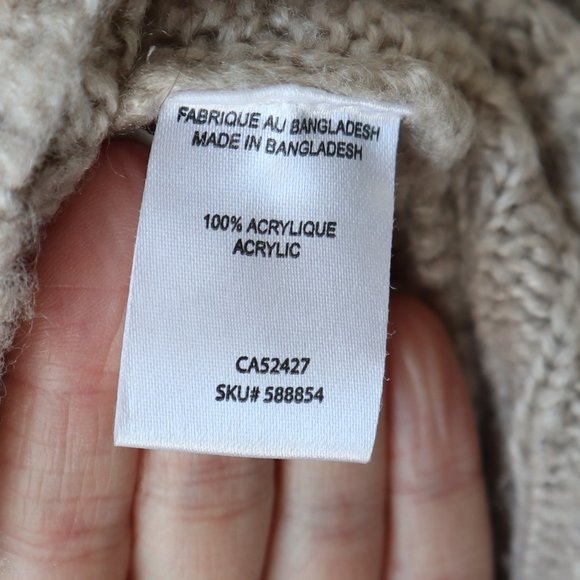 FABRIQUE AU BANGLADESH
MADE IN BANGLADESH
100% ACRYLIQUE
ACRYLIC
CA52427
SKU# 588854